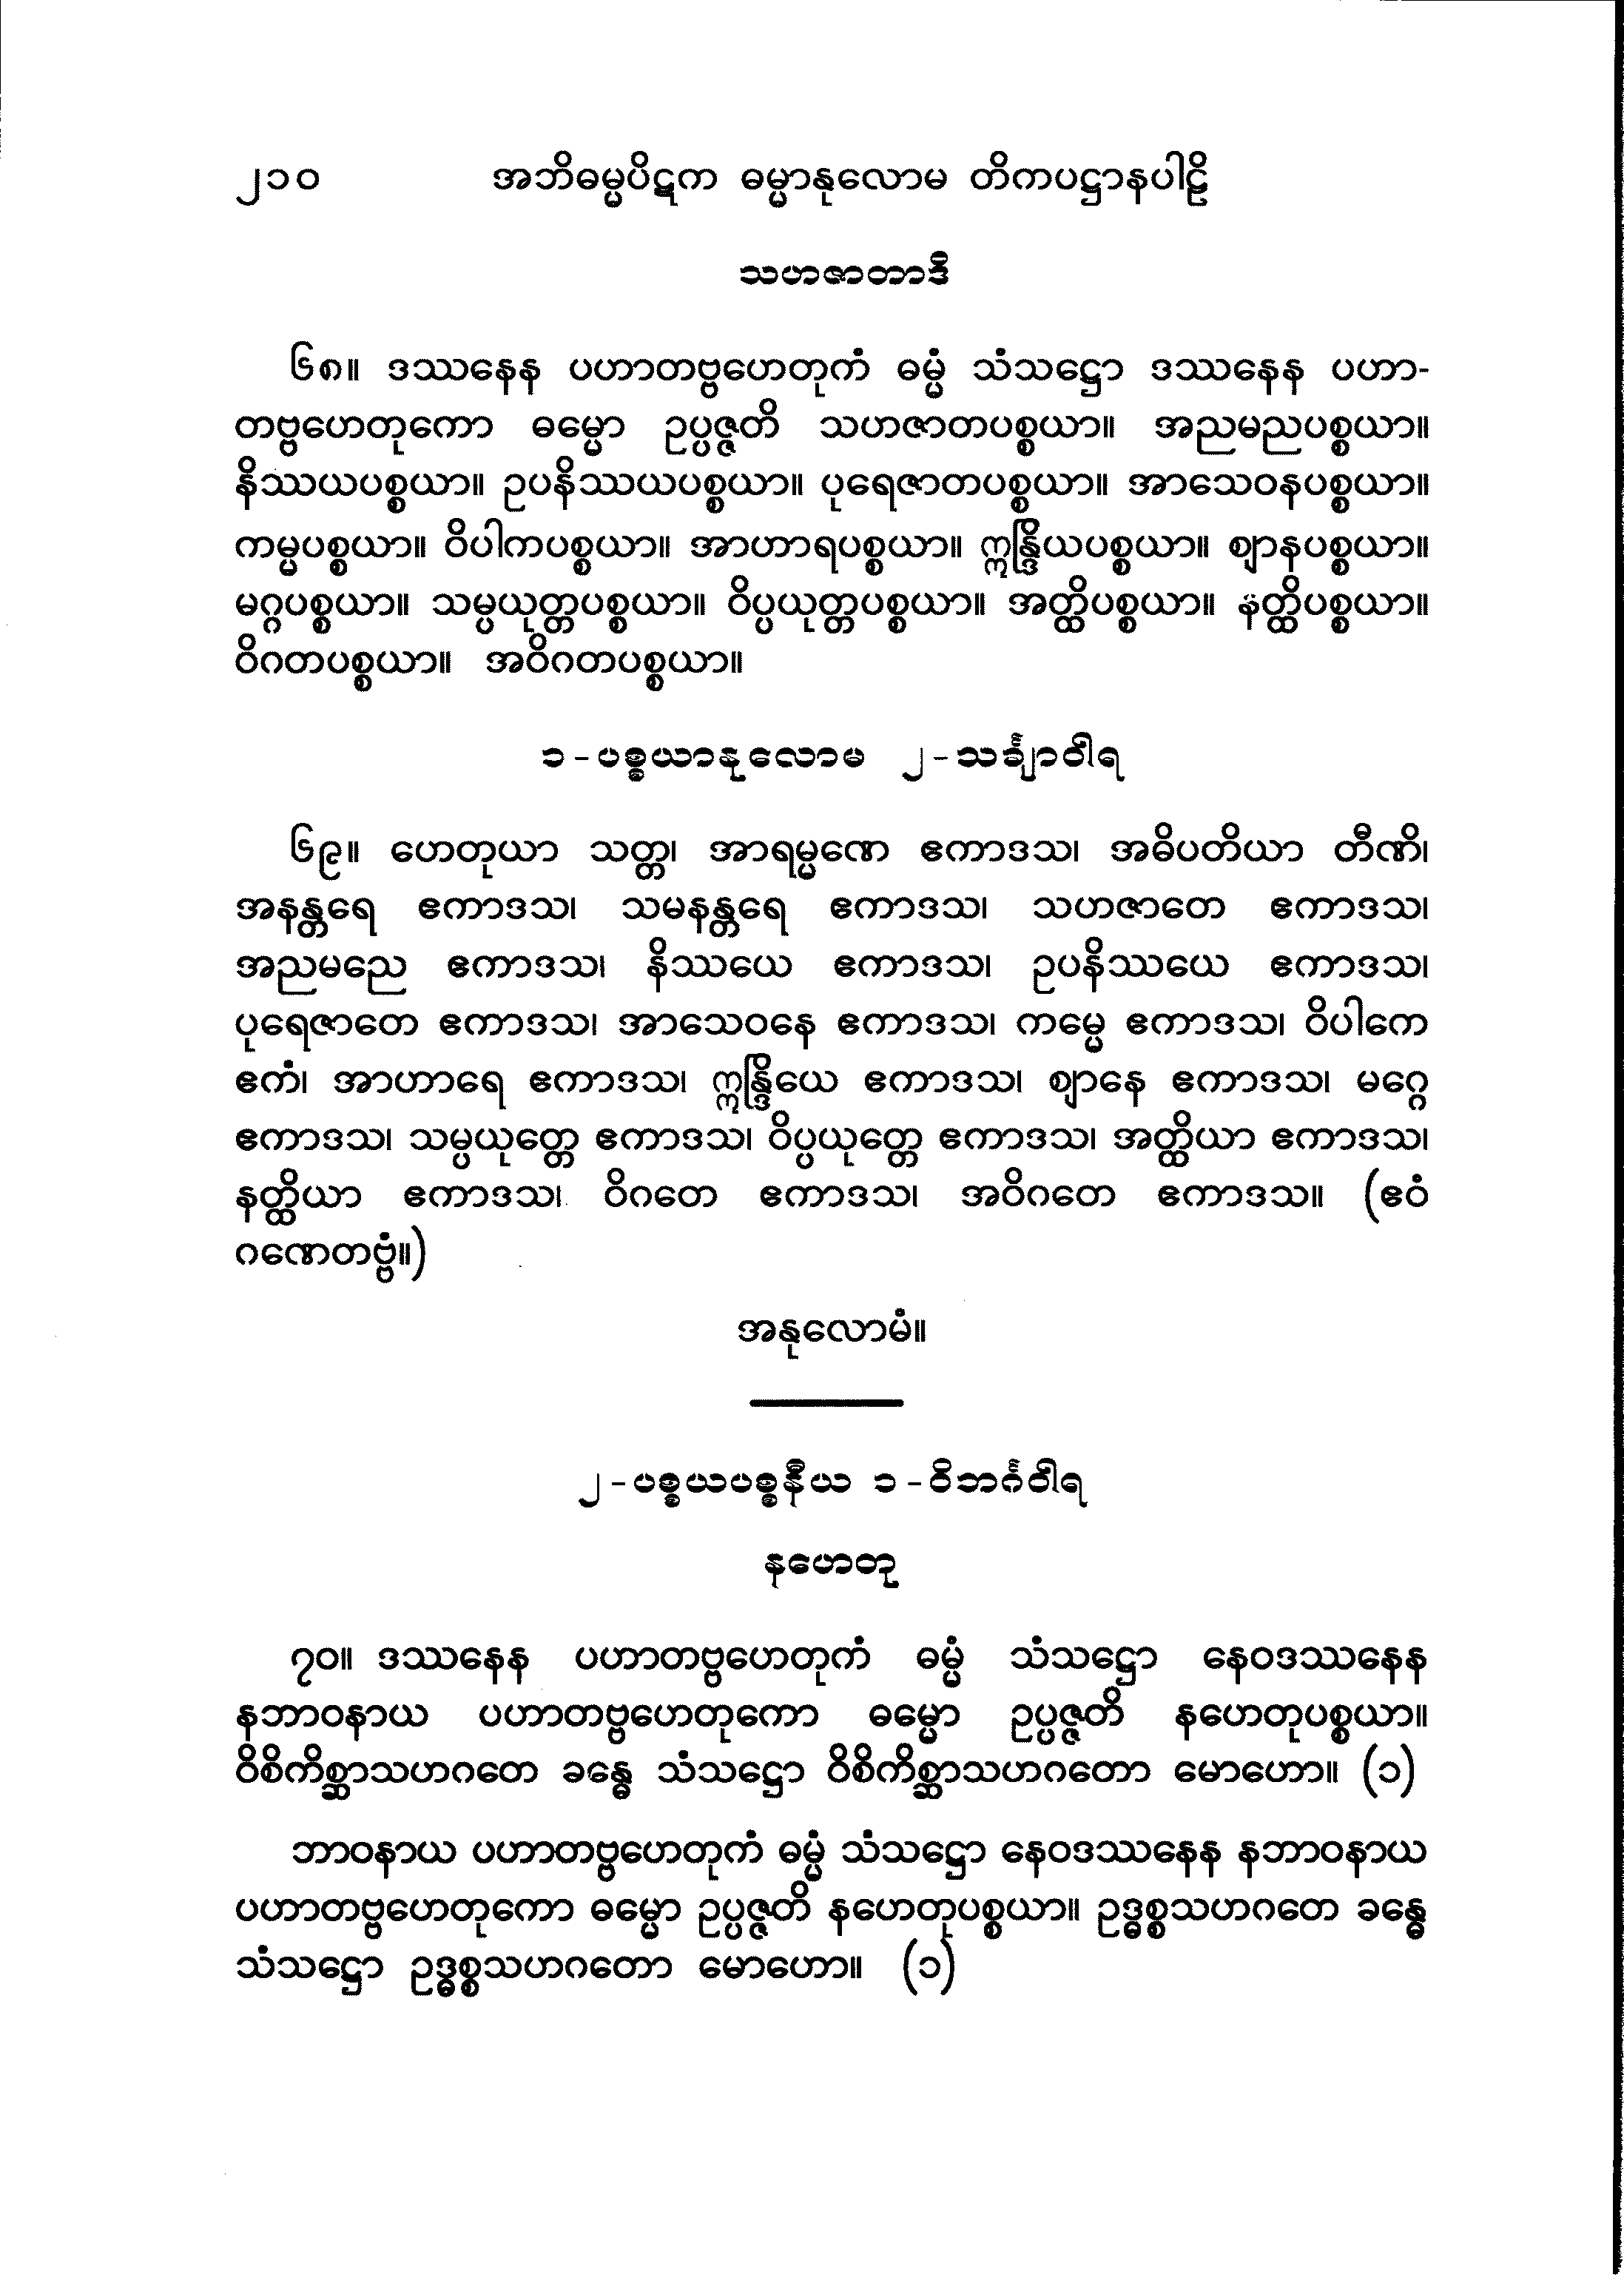 ၂၁၀ အဘိဓမ္မပိဋက ဓမ္မာနုလောမ တိကပဋ္ဌာနပါဠိ
သဟဇာတာဒိ
၆၈။ ဒဿနေန ပဟာတဗ္ဗဟေတုကံ ဓမ္မံ သံသဋ္ဌော ဒဿနေန ပဟာ-
တဗ္ဗဟေတုကော ဓမ္မော ဥပ္ပဇ္ဇတိ သဟဇာတပစ္စယာ။ အညမညပစ္စယာ။
နိဿယပစ္စယာ။ ဥပနိဿယပစ္စယာ။ ပုရေဇာတပစ္စယာ။ အာသေဝနပစ္စယာ။
ကမ္မပစ္စယာ။ ဝိပါကပစ္စယာ။ အာဟာရပစ္စယာ။ ဣန္ဒြိယပစ္စယာ။ ဈာနပစ္စယာ။
မဂ္ဂပစ္စယာ။ သမ္ပယုတ္တပစ္စယာ။ ဝိပ္ပယုတ္တပစ္စယာ။ အတ္ထိပစ္စယာ။ နတ္ထိပစ္စယာ။
ဝိဂတပစ္စယာ။ အဝိဂတပစ္စယာ။
၁-ပစ္စယာနုလောမ ၂-သင်္ချာဝါရ
၆၉။ ဟေတုယာ သတ္တ၊ အာရမ္မဏေ ဧကာဒသ၊ အဓိပတိယာ တီဏိ၊
အနန္တရေ ဧကာဒသ၊ သမနန္တရေ ဧကာဒသ၊ သဟဇာတေ ဧကာဒသ၊
အညမညေ ဧကာဒသ၊ နိဿယေ ဧကာဒသ၊ ဥပနိဿယေ ဧကာဒသ၊
ပုရေဇာတေ ဧကာဒသ၊ အာသေဝနေ ဧကာဒသ၊ ကမ္မေ ဧကာဒသ၊ ဝိပါကေ
ဧကံ၊ အာဟာရေ ဧကာဒသ၊ ဣန္ဒြိယေ ဧကာဒသ၊ ဈာနေ ဧကာဒသ၊ မဂ္ဂေ
ဧကာဒသ၊ သမ္ပယုတ္တေ ဧကာဒသ၊ ဝိပ္ပယုတ္တေ ဧကာဒသ၊ အတ္ထိယာ ဧကာဒသ၊
နတ္ထိယာ ဧကာဒသ၊ ဝိဂတေ ဧကာဒသ၊ အဝိဂတေ ဧကာဒသ။ (ဧဝံ
ဂဏေတဗ္ဗံ။)
အနုလောမံ။
၂-ပစ္စယပစ္စနီယ ၁-ဝိဘင်္ဂဝါရ
နဟေတု
၇၀။ ဒဿနေန ပဟာတဗ္ဗဟေတုကံ ဓမ္မံ သံသဋ္ဌော နေဝဒဿနေန
နဘာဝနာယ ပဟာတဗ္ဗဟေတုကော ဓမ္မော ဥပ္ပဇ္ဇတိ နဟေတုပစ္စယာ။
ဝိစိကိစ္ဆာသဟဂတေ ခန္ဓေ သံသဋ္ဌော ဝိစိကိစ္ဆာသဟဂတော မောဟော။ (၁)
ဘာဝနာယ ပဟာတဗ္ဗဟေတုကံ ဓမ္မံ သံသဋ္ဌော နေဝဒဿနေန နဘာဝနာယ
ပဟာတဗ္ဗဟေတုကော ဓမ္မော ဥပ္ပဇ္ဇတိ နဟေတုပစ္စယာ။ ဥဒ္ဓစ္စသဟဂတေ ခန္ဓေ
သံသဋ္ဌော ဥဒ္ဓစ္စသဟဂတော မောဟော။ (၁)